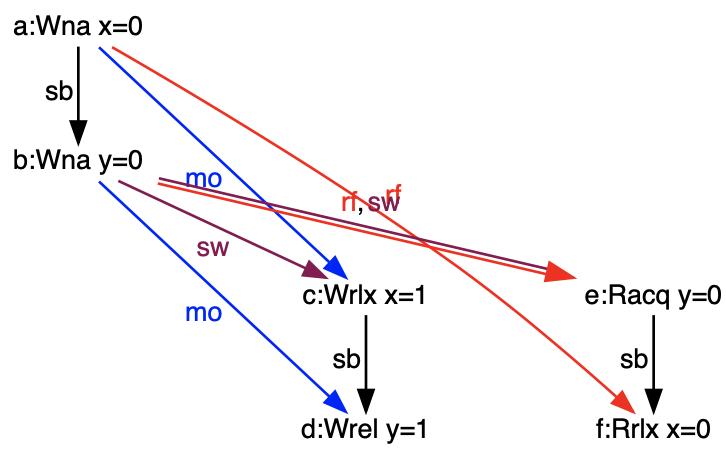 a:Wna x=0
sb
b:Wna y=0
mo
rf,sw
rf
sw
c:Wrlx x=1
e:Racq y=0
mo
sb
sb
d:Wrel y=1
f:Rrlx x=0